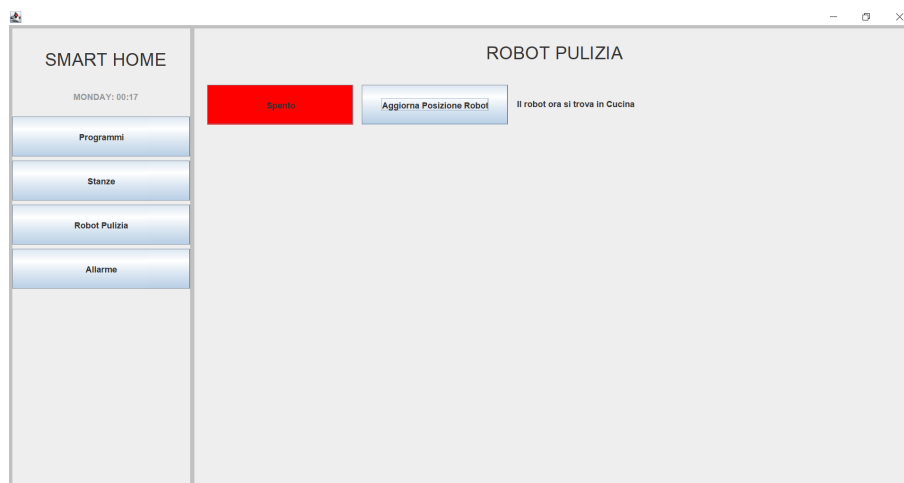 SMART HOME
MONDAY: 00:17
Programmi
Stanze
Robot Pulizia
Allarme
ROBOT PULIZIA
Spento
Aggiorna Posizione Robot
Il robot ora si trova in Cucina